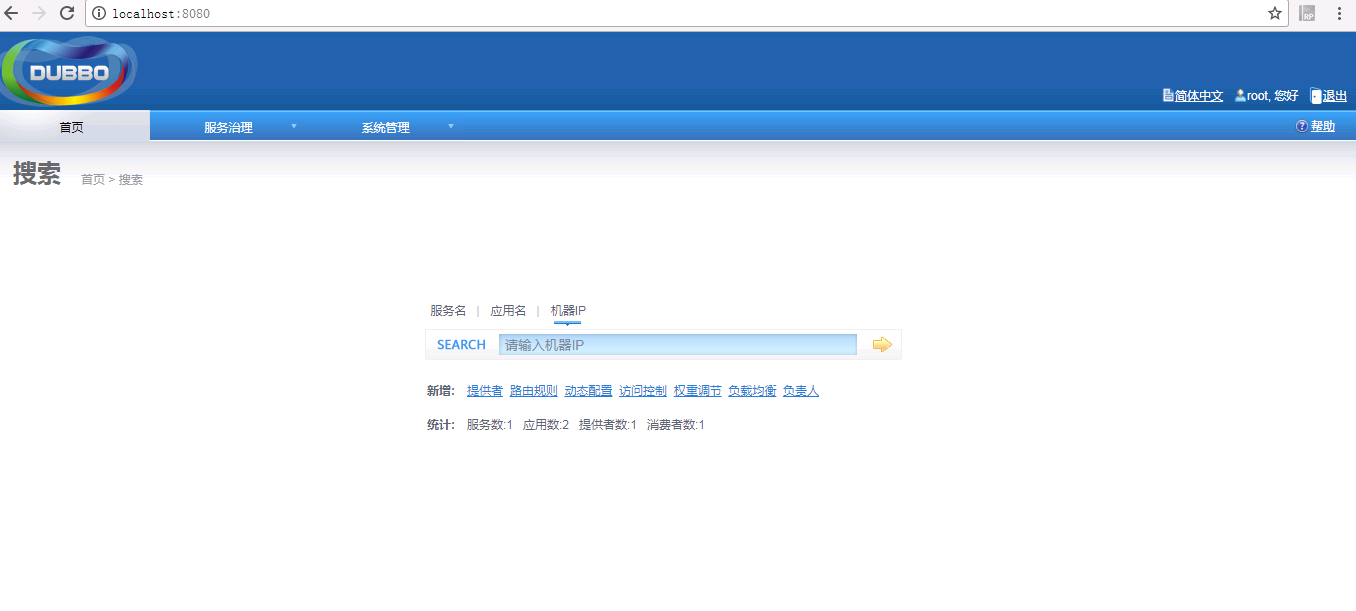 localhost:8080
RP
DUBBO
简体中文 root, 您好 退出
首页 服务治理 系统管理 帮助
搜索 首页 > 搜索
服务名 | 应用名 | 机器IP
SEARCH 请输入机器IP
新增: 提供者 路由规则 动态配置 访问控制 权重调节 负载均衡 负责人
统计: 服务数:1 应用数:2 提供者数:1 消费者数:1